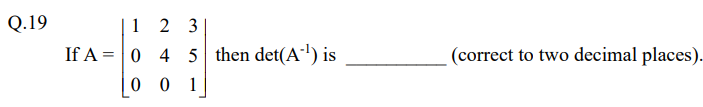 Q.19
If A = [1 2 3
0 4 5
0 0 1] then det(A⁻¹) is __________ (correct to two decimal places).